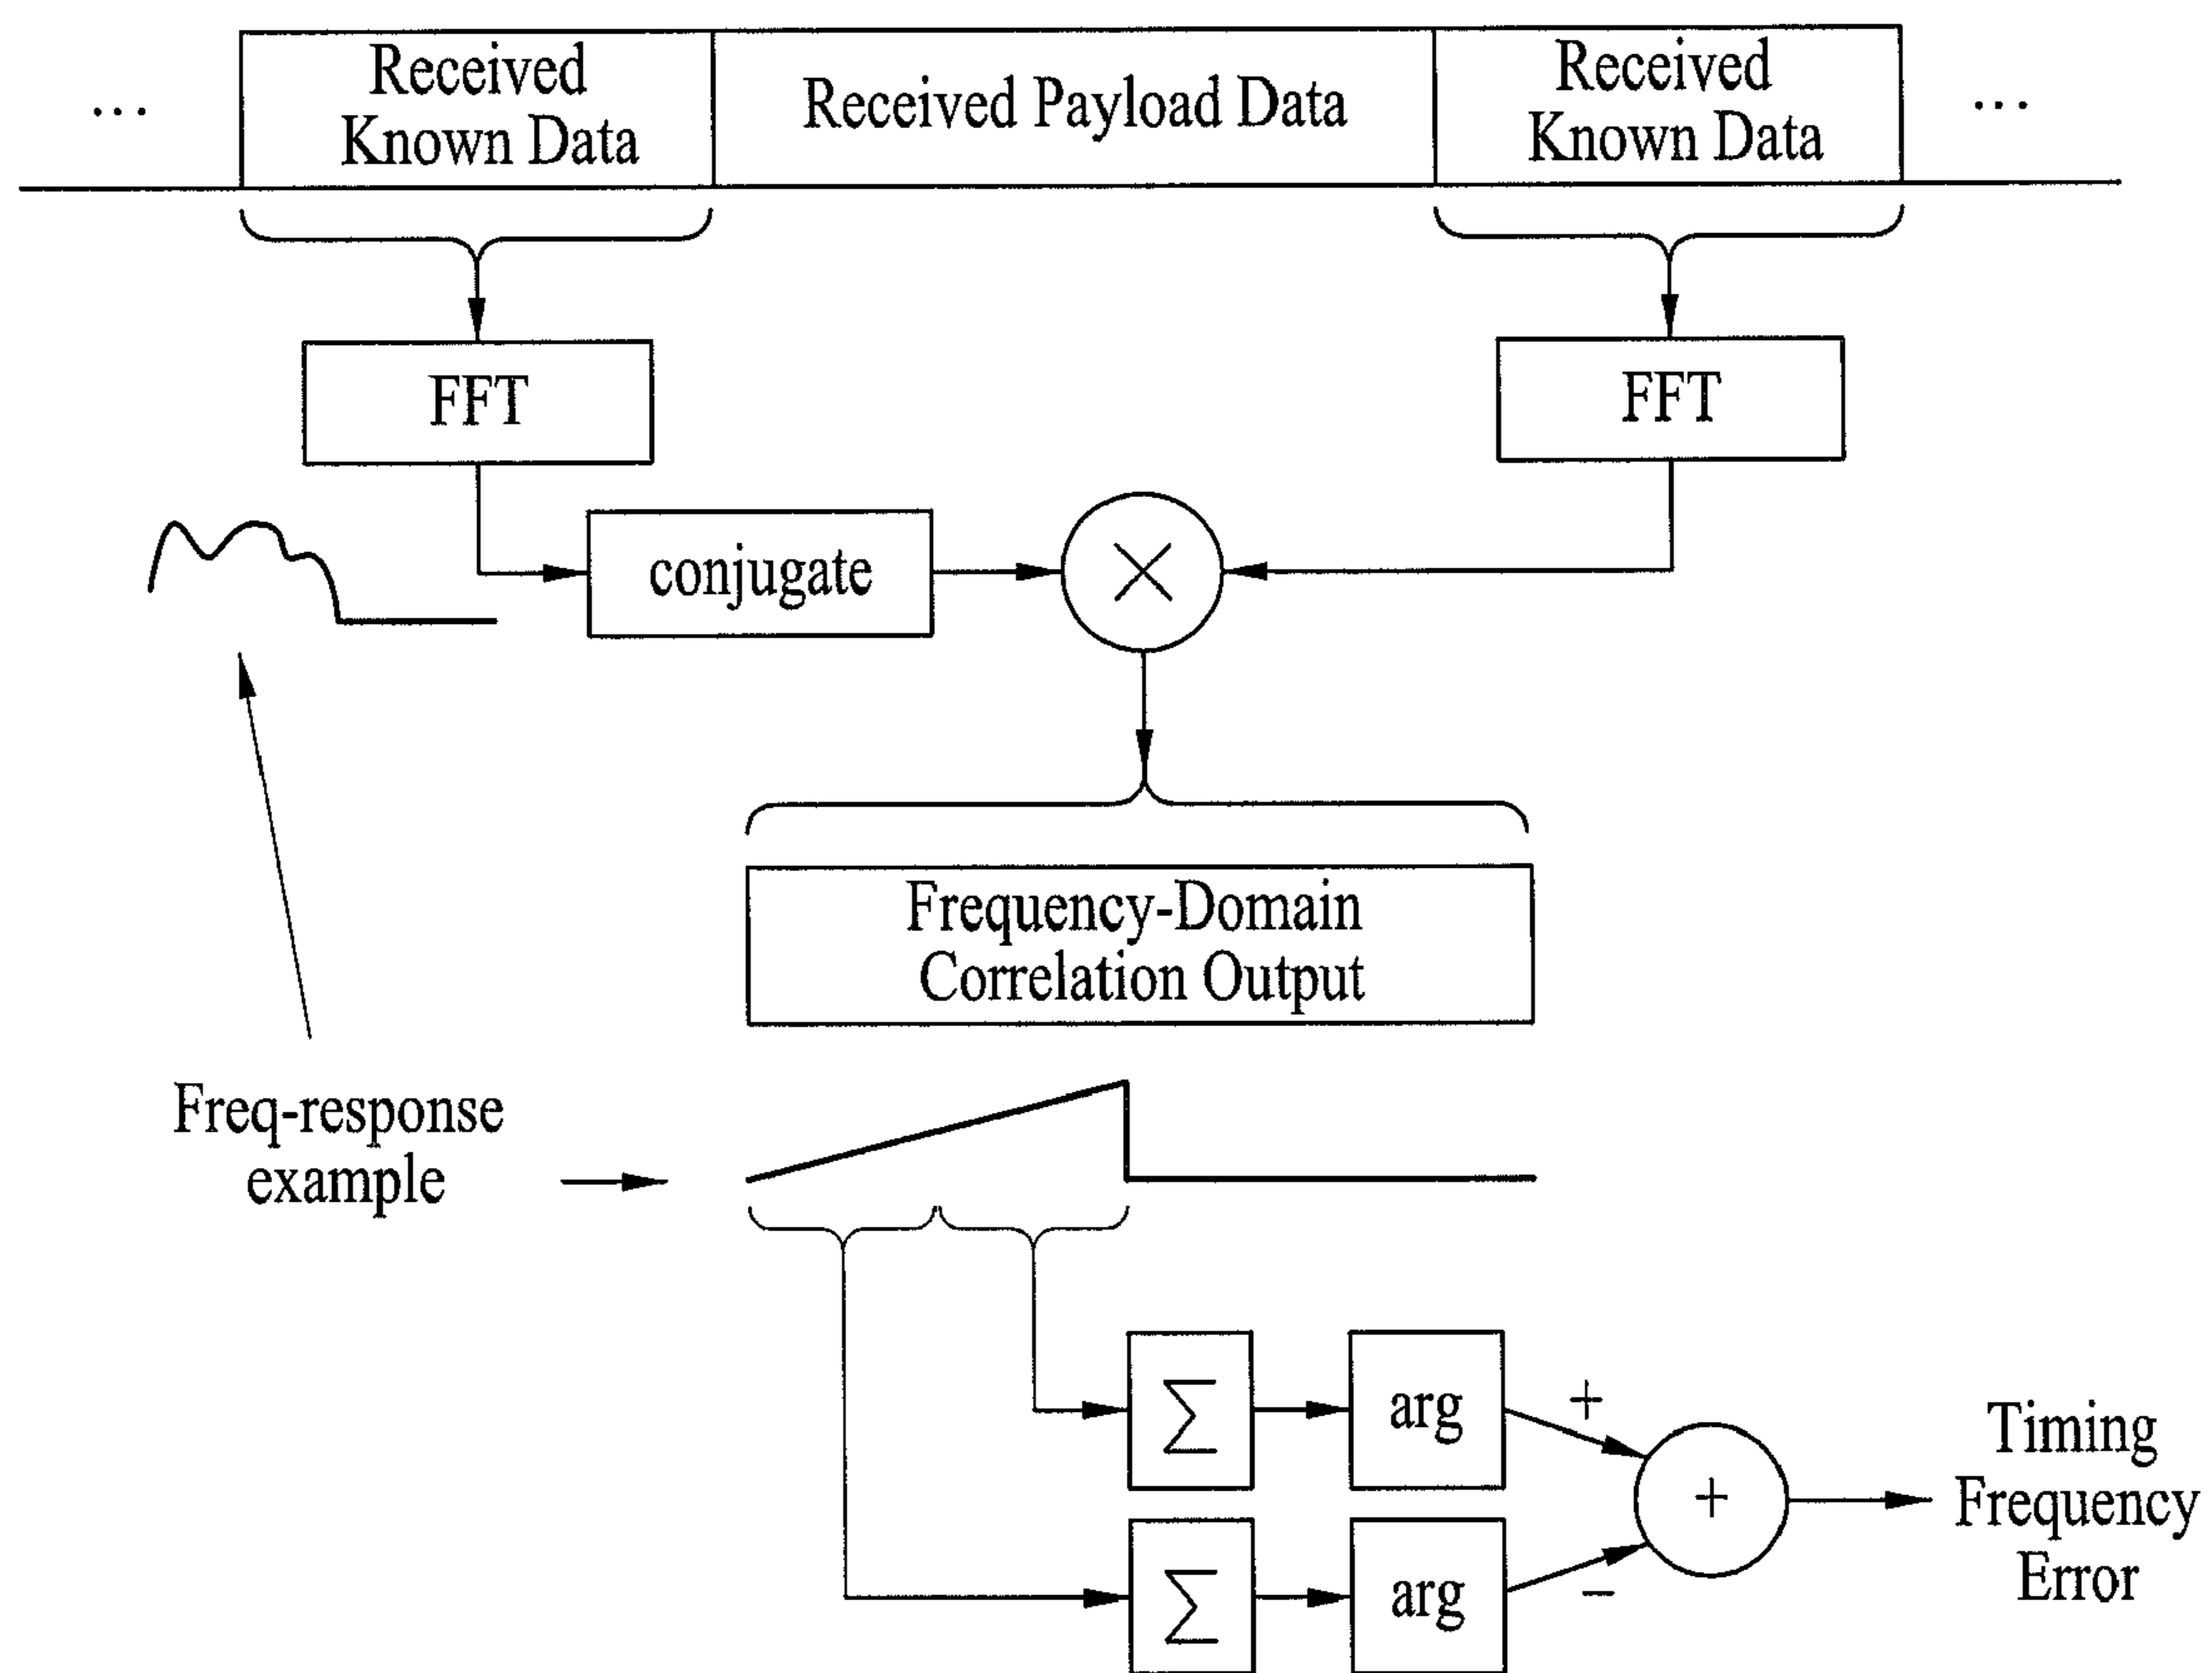 ...
Received
Known Data
Received Payload Data
Received
Known Data
...
FFT
FFT
conjugate
×
Frequency-Domain
Correlation Output
Freq-response
example
Σ
arg
+
Σ
arg
−
+
Timing
Frequency
Error